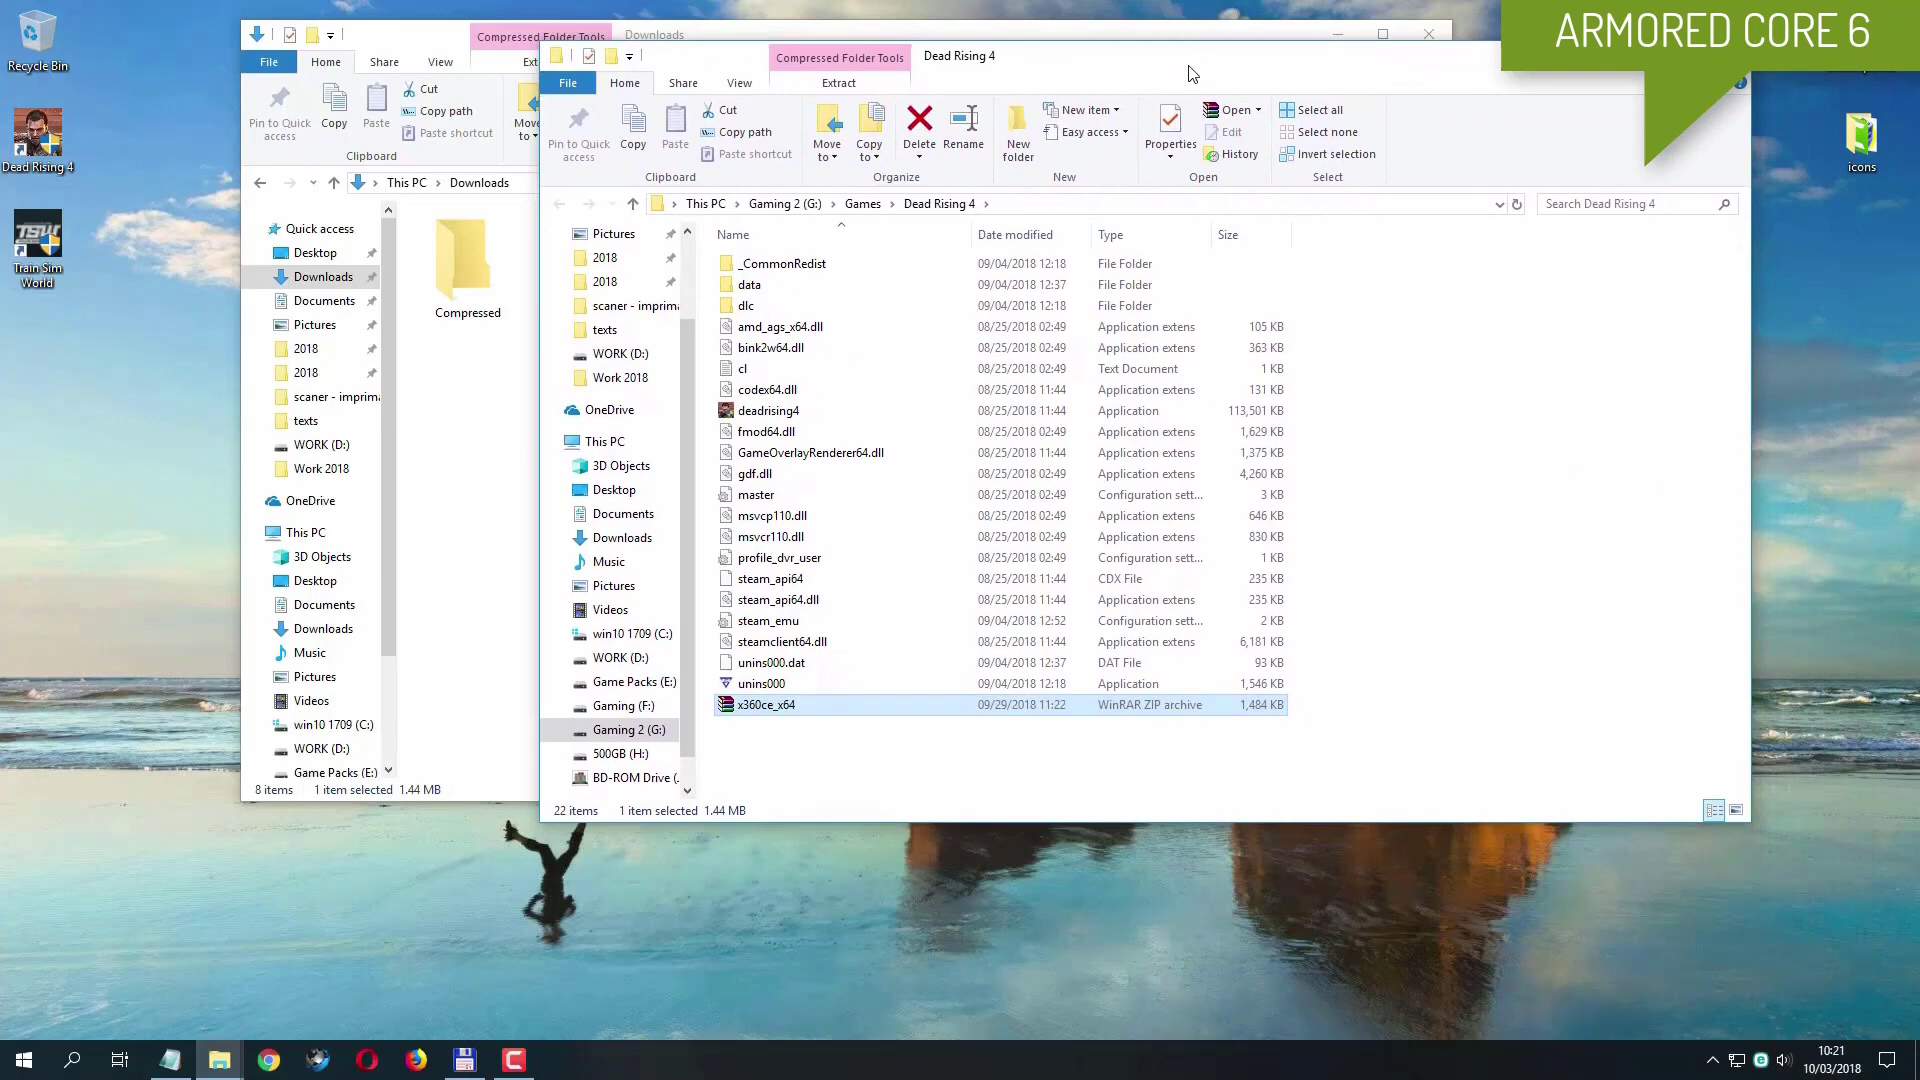 ARMORED CORE 6
Recycle Bin
Dead Rising 4
Train Sim
World
icons
Compressed Folder Tools
Downloads
File
Home
Share
View
Pin to Quick
access
Copy
Paste
Cut
Copy path
Paste shortcut
Clipboard
This PC
Downloads
Quick access
Desktop
Downloads
Documents
Pictures
2018
2018
scaner - imprima
texts
WORK (D:)
Work 2018
OneDrive
This PC
3D Objects
Desktop
Documents
Downloads
Music
Pictures
Videos
win10 1709 (C:)
WORK (D:)
Game Packs (E:)
Compressed
8 items 1 item selected 1.44 MB
Compressed Folder Tools
Dead Rising 4
File
Home
Share
View
Extract
Pin to Quick
access
Copy
Paste
Cut
Copy path
Paste shortcut
Clipboard
Move
to
Copy
to
Delete
Rename
Organize
New
folder
New item
Easy access
New
Properties
Open
Edit
History
Open
Select all
Select none
Invert selection
Select
This PC Gaming 2 (G:) Games Dead Rising 4
Search Dead Rising 4
Pictures
2018
2018
scaner - imprima
texts
WORK (D:)
Work 2018
OneDrive
This PC
3D Objects
Desktop
Documents
Downloads
Music
Pictures
Videos
win10 1709 (C:)
WORK (D:)
Game Packs (E:)
Gaming (F:)
Gaming 2 (G:)
500GB (H:)
BD-ROM Drive (
Name Date modified Type Size
_CommonRedist 09/04/2018 12:18 File Folder
data 09/04/2018 12:37 File Folder
dlc 09/04/2018 12:18 File Folder
amd_ags_x64.dll 08/25/2018 02:49 Application extens 105 KB
bink2w64.dll 08/25/2018 02:49 Application extens 363 KB
cl 08/25/2018 02:49 Text Document 1 KB
codex64.dll 08/25/2018 11:44 Application extens 131 KB
deadrising4 08/25/2018 11:44 Application 113,501 KB
fmod64.dll 08/25/2018 02:49 Application extens 1,629 KB
GameOverlayRenderer64.dll 08/25/2018 11:44 Application extens 1,375 KB
gdf.dll 08/25/2018 02:49 Application extens 4,260 KB
master 08/25/2018 02:49 Configuration sett... 3 KB
msvcp110.dll 08/25/2018 02:49 Application extens 646 KB
msvcr110.dll 08/25/2018 02:49 Application extens 830 KB
profile_dvr_user 08/25/2018 02:49 Configuration sett... 1 KB
steam_api64 08/25/2018 11:44 CDX File 235 KB
steam_api64.dll 08/25/2018 11:44 Application extens 235 KB
steam_emu 09/04/2018 12:52 Configuration sett... 2 KB
steamclient64.dll 08/25/2018 11:44 Application extens 6,181 KB
unins000.dat 09/04/2018 12:37 DAT File 93 KB
unins000 09/04/2018 12:18 Application 1,546 KB
x360ce_x64 09/29/2018 11:22 WinRAR ZIP archive 1,484 KB
22 items 1 item selected 1.44 MB
10:21
10/03/2018